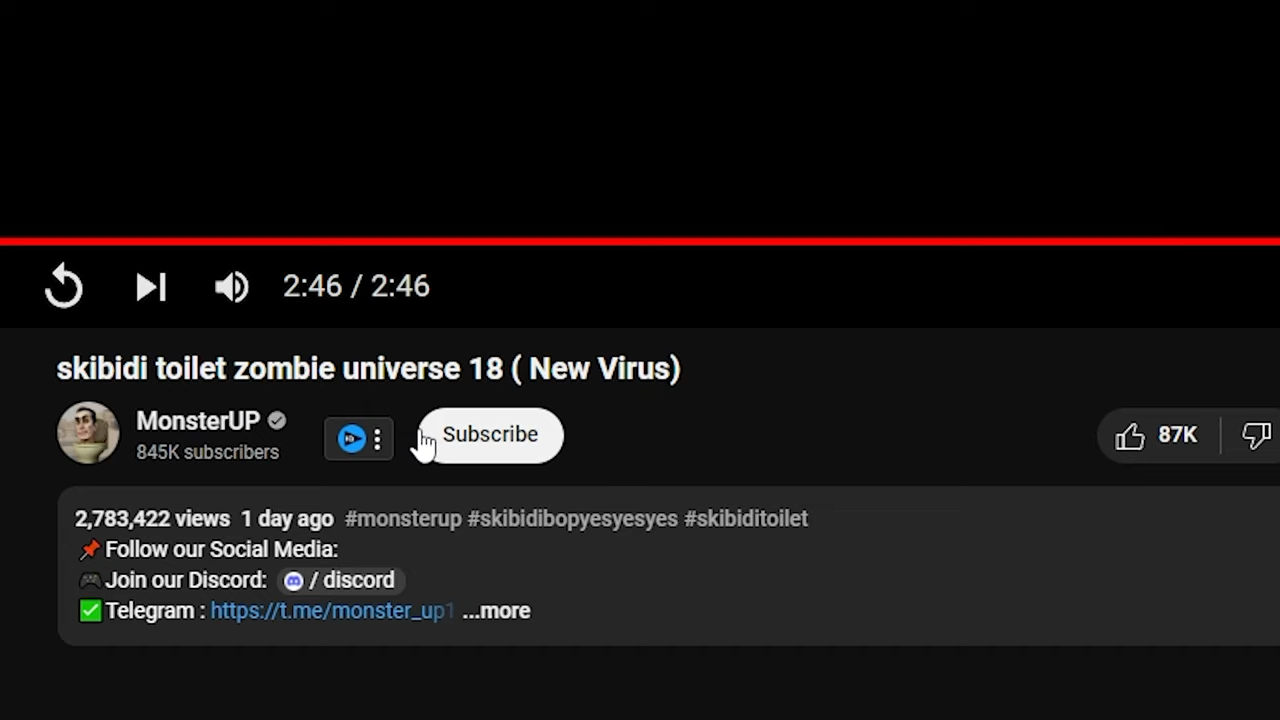 2:46 / 2:46
skibidi toilet zombie universe 18 ( New Virus)
MonsterUP
845K subscribers
Subscribe
87K
2,783,422 views 1 day ago #monsterup #skibidibopyesyesyes #skibiditoilet
📌 Follow our Social Media:
🎮 Join our Discord: / discord
✅ Telegram : https://t.me/monster_up1 ...more